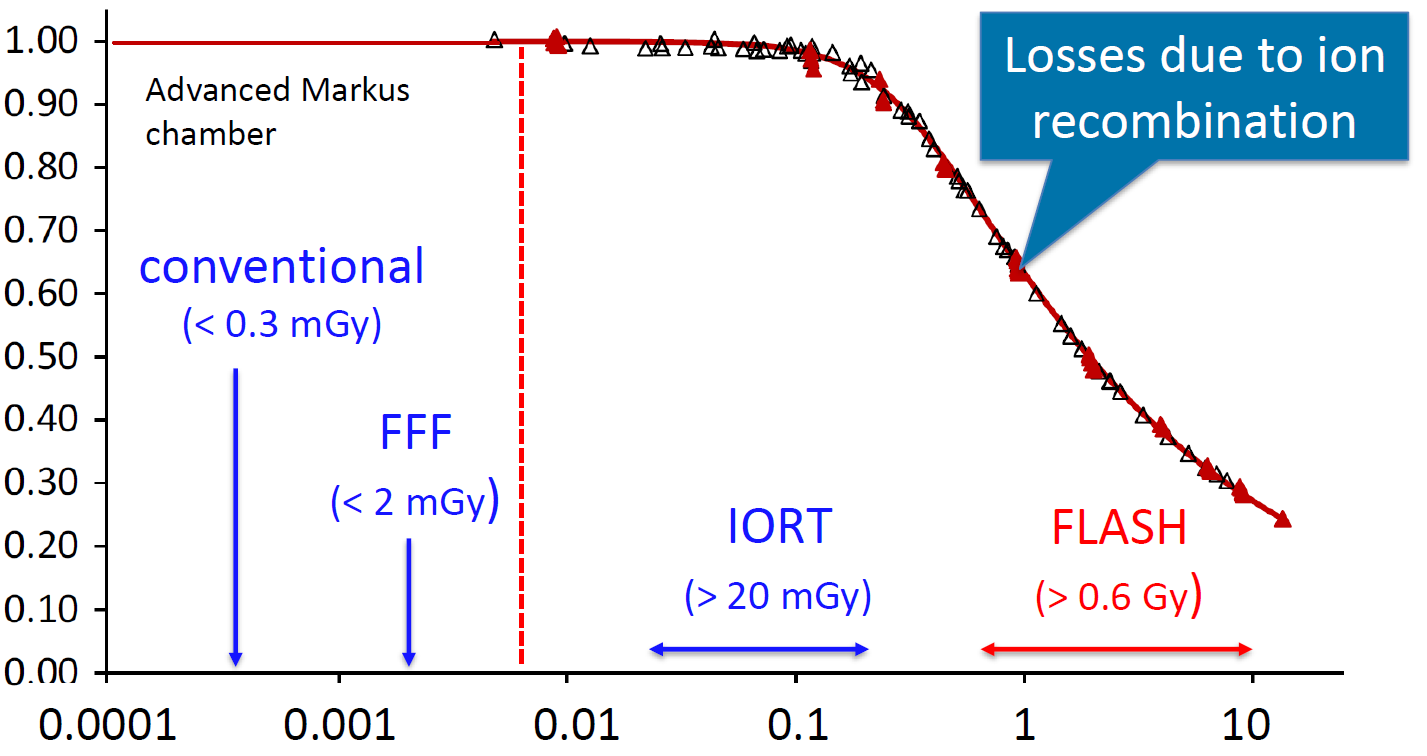 1.00
0.90
0.80
0.70
0.60
0.50
0.40
0.30
0.20
0.10
0.00
Advanced Markus
chamber
Losses due to ion
recombination
conventional
(< 0.3 mGy)
FFF
(< 2 mGy)
IORT
(> 20 mGy)
FLASH
(> 0.6 Gy)
0.0001 0.001 0.01 0.1 1 10